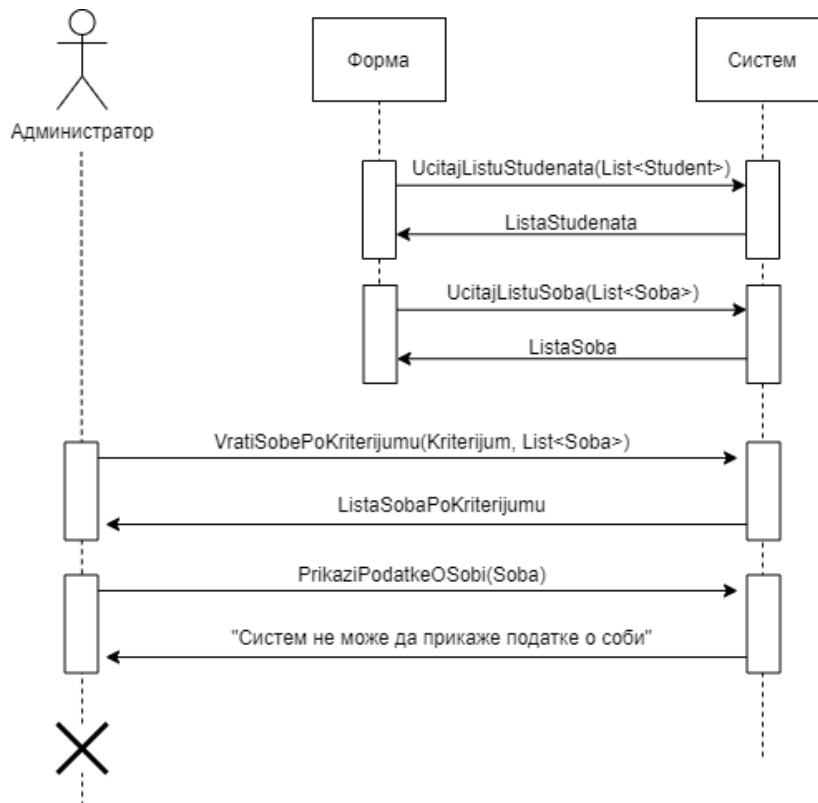 Форма
Систем
Администратор
UcitajListuStudenata(List<Student>)
ListaStudenata
UcitajListuSoba(List<Soba>)
ListaSoba
VratiSobePoKriterijumu(Kriterijum, List<Soba>)
ListaSobaPoKriterijumu
PrikaziPodatkeOSobi(Soba)
"Систем не може да прикаже податке о соби"